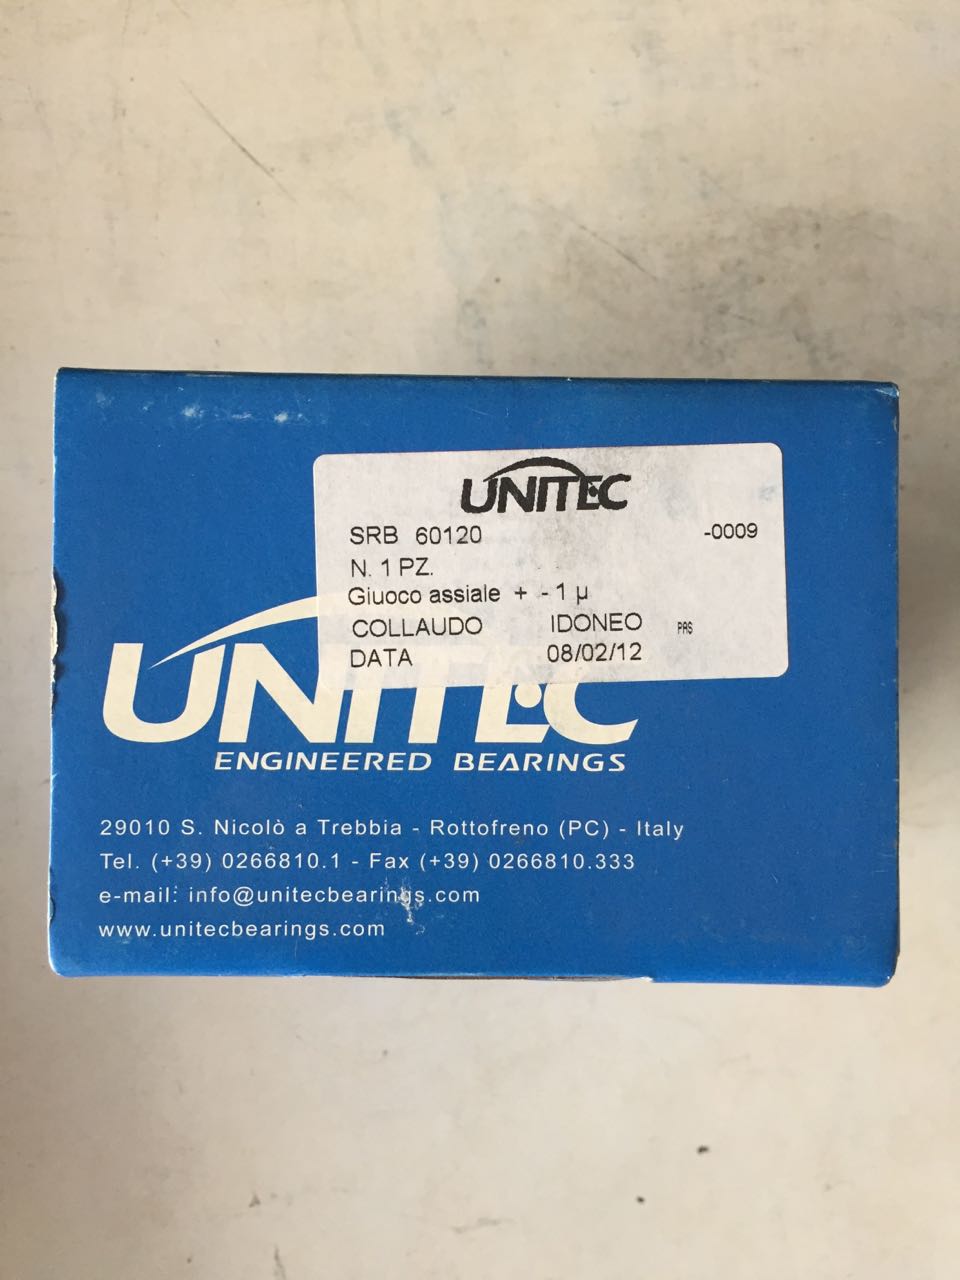 UNITEC
SRB 60120 -0009
N. 1 PZ.
Giuoco assiale + - 1 µ
COLLAUDO IDONEO PAS
DATA 08/02/12
UNITEC
ENGINEERED BEARINGS
29010 S. Nicolò a Trebbia - Rottofreno (PC) - Italy
Tel. (+39) 0266810.1 - Fax (+39) 0266810.333
e-mail: info@unitecbearings.com
www.unitecbearings.com